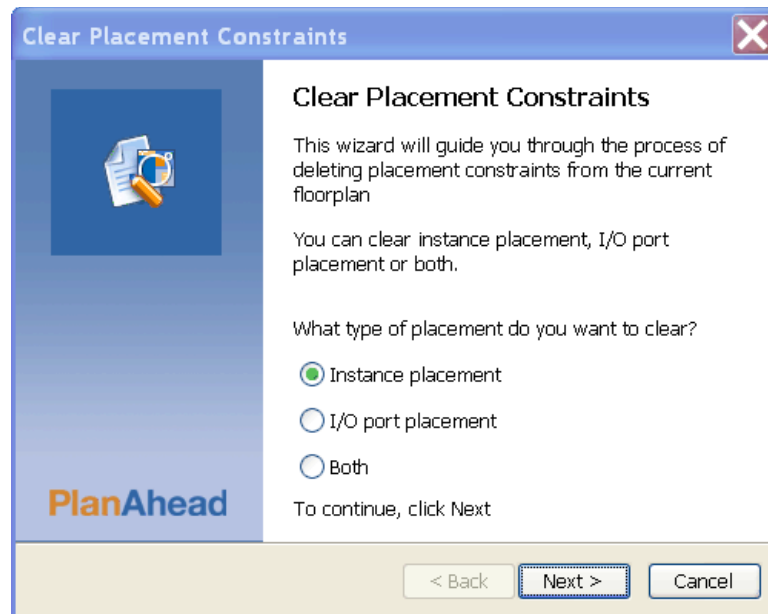 Clear Placement Constraints
Clear Placement Constraints
This wizard will guide you through the process of
deleting placement constraints from the current
floorplan
You can clear instance placement, I/O port
placement or both.
What type of placement do you want to clear?
Instance placement
I/O port placement
Both
PlanAhead
To continue, click Next
< Back
Next >
Cancel